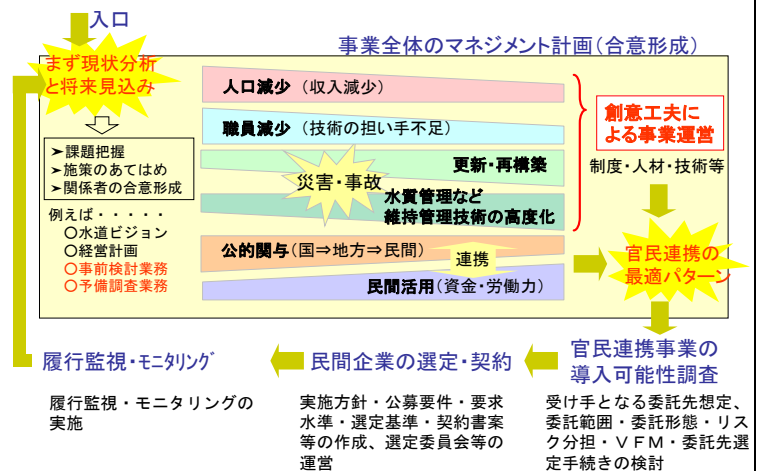 入口
事業全体のマネジメント計画(合意形成)
まず現状分析
と将来見込み
➢課題把握
➢施策のあてはめ
➢関係者の合意形成
例えば・・・・・
○水道ビジョン
○経営計画
○事前検討業務
○予備調査業務
人口減少(収入減少)
職員減少(技術の担い手不足)
更新・再構築
災害・事故
水質管理など
維持管理技術の高度化
公的関与(国⇒地方⇒民間)
連携
民間活用(資金・労働力)
創意工夫に
よる事業運営
制度・人材・技術等
官民連携の
最適パターン
官民連携事業の
導入可能性調査
受け手となる委託先想定、
委託範囲・委託形態・リス
ク分担・VFM・委託先選
定手続きの検討
民間企業の選定・契約
実施方針・公募要件・要求
水準・選定基準・契約書案
等の作成、選定委員会等の
運営
履行監視・モニタリング
履行監視・モニタリングの
実施